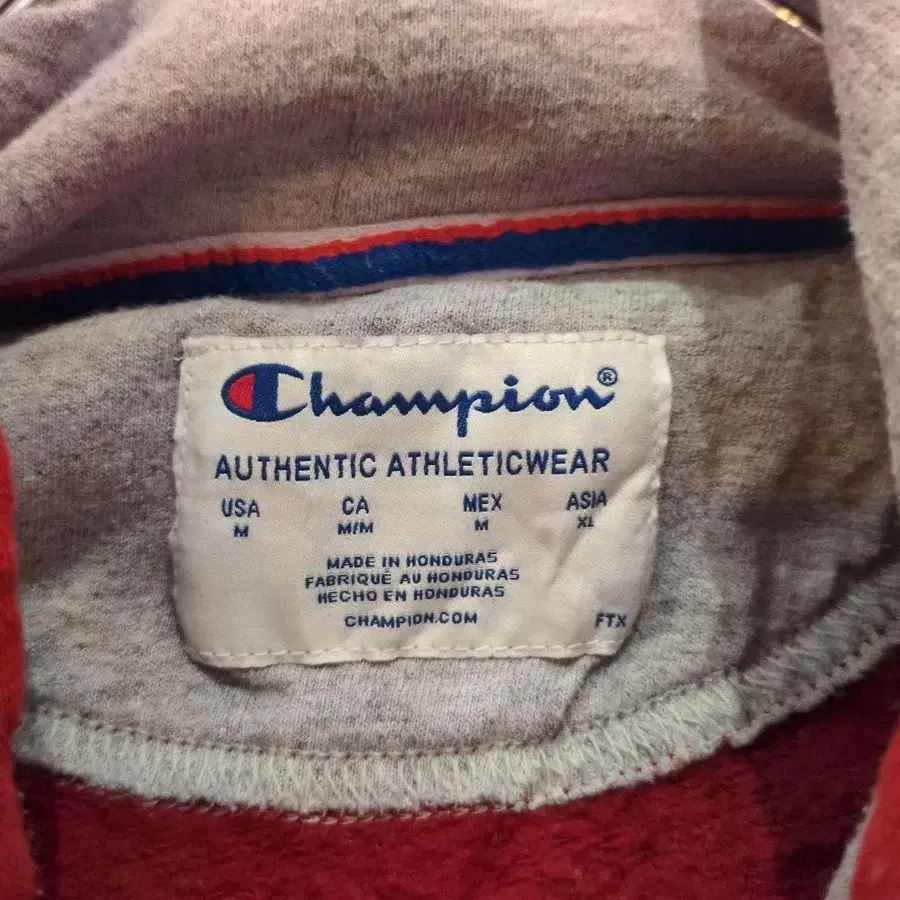 Champion®
AUTHENTIC ATHLETICWEAR
USA CA MEX ASIA
M M/M M XL
MADE IN HONDURAS
FABRIQUÉ AU HONDURAS
HECHO EN HONDURAS
CHAMPION.COM FTX